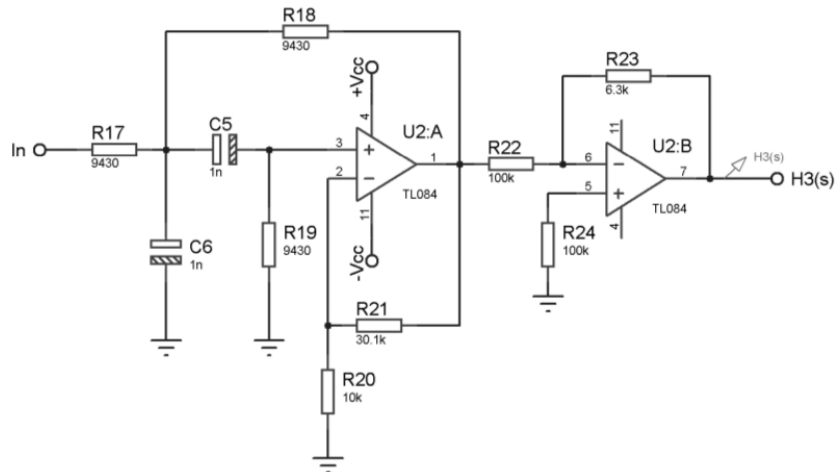 R18
9430
+Vcc
4
U2:A
3
2
1
TL084
11
-Vcc
In
R17
9430
C5
1n
C6
1n
R19
9430
R21
30.1k
R20
10k
R22
100k
R23
6.3k
11
U2:B
6
5
7
TL084
4
R24
100k
H3(s)
H3(s)